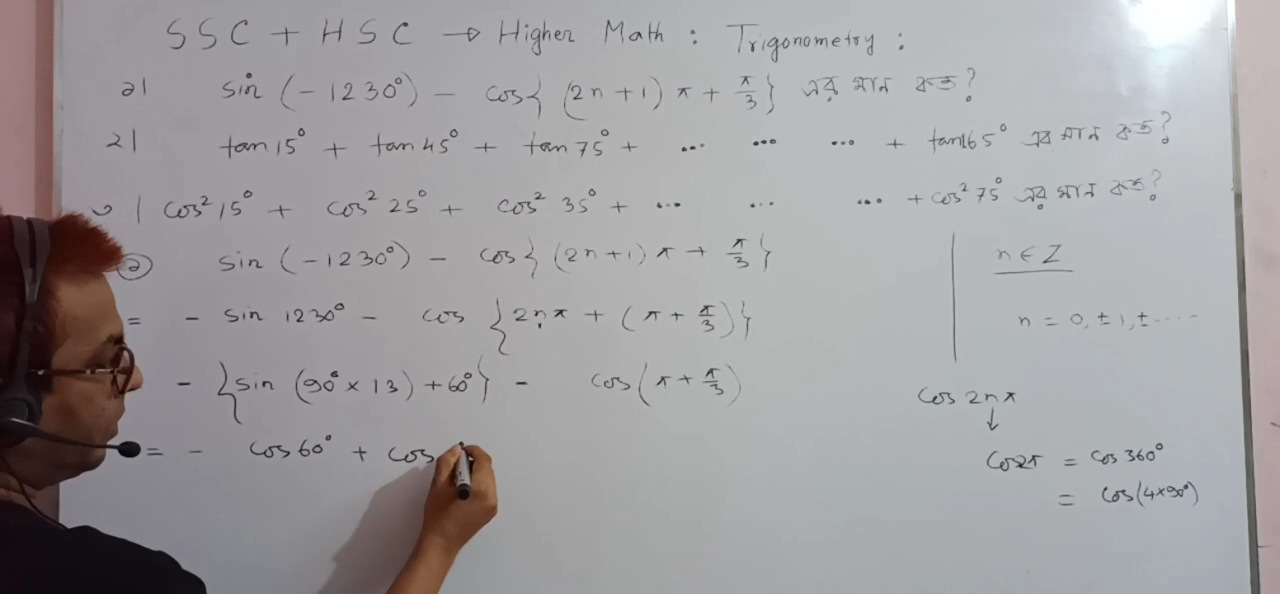 SSC + HSC → Higher Math : Trigonometry :
১। sin (-1230°) - cos{(2n+1)π + π/3} এর মান কত?
২। tan15° + tan45° + tan75° + ... ... ... + tan165° এর মান কত?
৩। cos²15° + cos²25° + cos²35° + ... ... ... + cos²75° এর মান কত?
১ sin (-1230°) - cos{(2n+1)π + π/3}
= - sin 1230° - cos {2nπ + (π + π/3)}
- {sin (90°×13) + 60°} - cos(π + π/3)
= - cos60° + cos
n ∈ Z
n = 0, ±1, ± ....
cos 2nπ
↓
cos2π = cos 360°
= cos(4×90°)